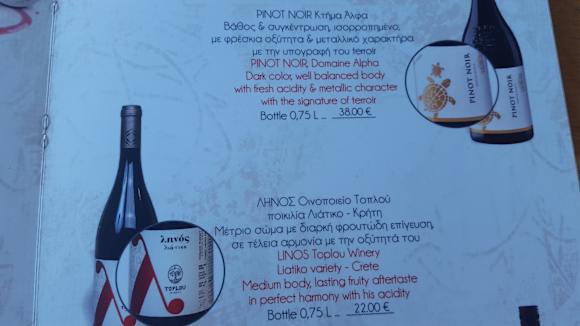 PINOT NOIR Κτήμα Άλφα
Βάθος & συγκέντρωση, ισορροπημένο,
με φρέσκια οξύτητα & μεταλλικό χαρακτήρα
με την υπογραφή του terroir
PINOT NOIR, Domaine Alpha
Dark color, well balanced body
with fresh acidity & metallic character
with the signature of terroir
Bottle 0,75 L .. 38.00 €
PINOT NOIR
PINOT NOIR
ΛΗΝΟΣ Οινοποιείο Τοπλού
ποικιλία Λιάτικο - Κρήτη
Μέτριο σώμα με διαρκή φρουτώδη επίγευση,
σε τέλεια αρμονία με την οξύτητά του
LINOS Toplou Winery
Liatiko variety - Crete
Medium body, lasting fruity aftertaste
in perfect harmony with his acidity
Bottle 0,75 L .. 22.00 €
ληνός
TOPLOU